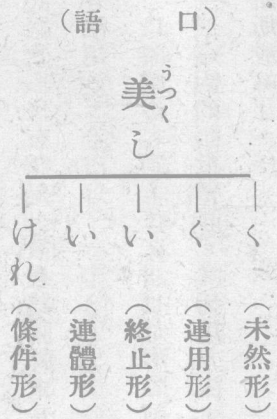 （口語）
美し
うつく
―く（未然形）
―く（連用形）
―い（終止形）
―い（連體形）
―けれ（條件形）